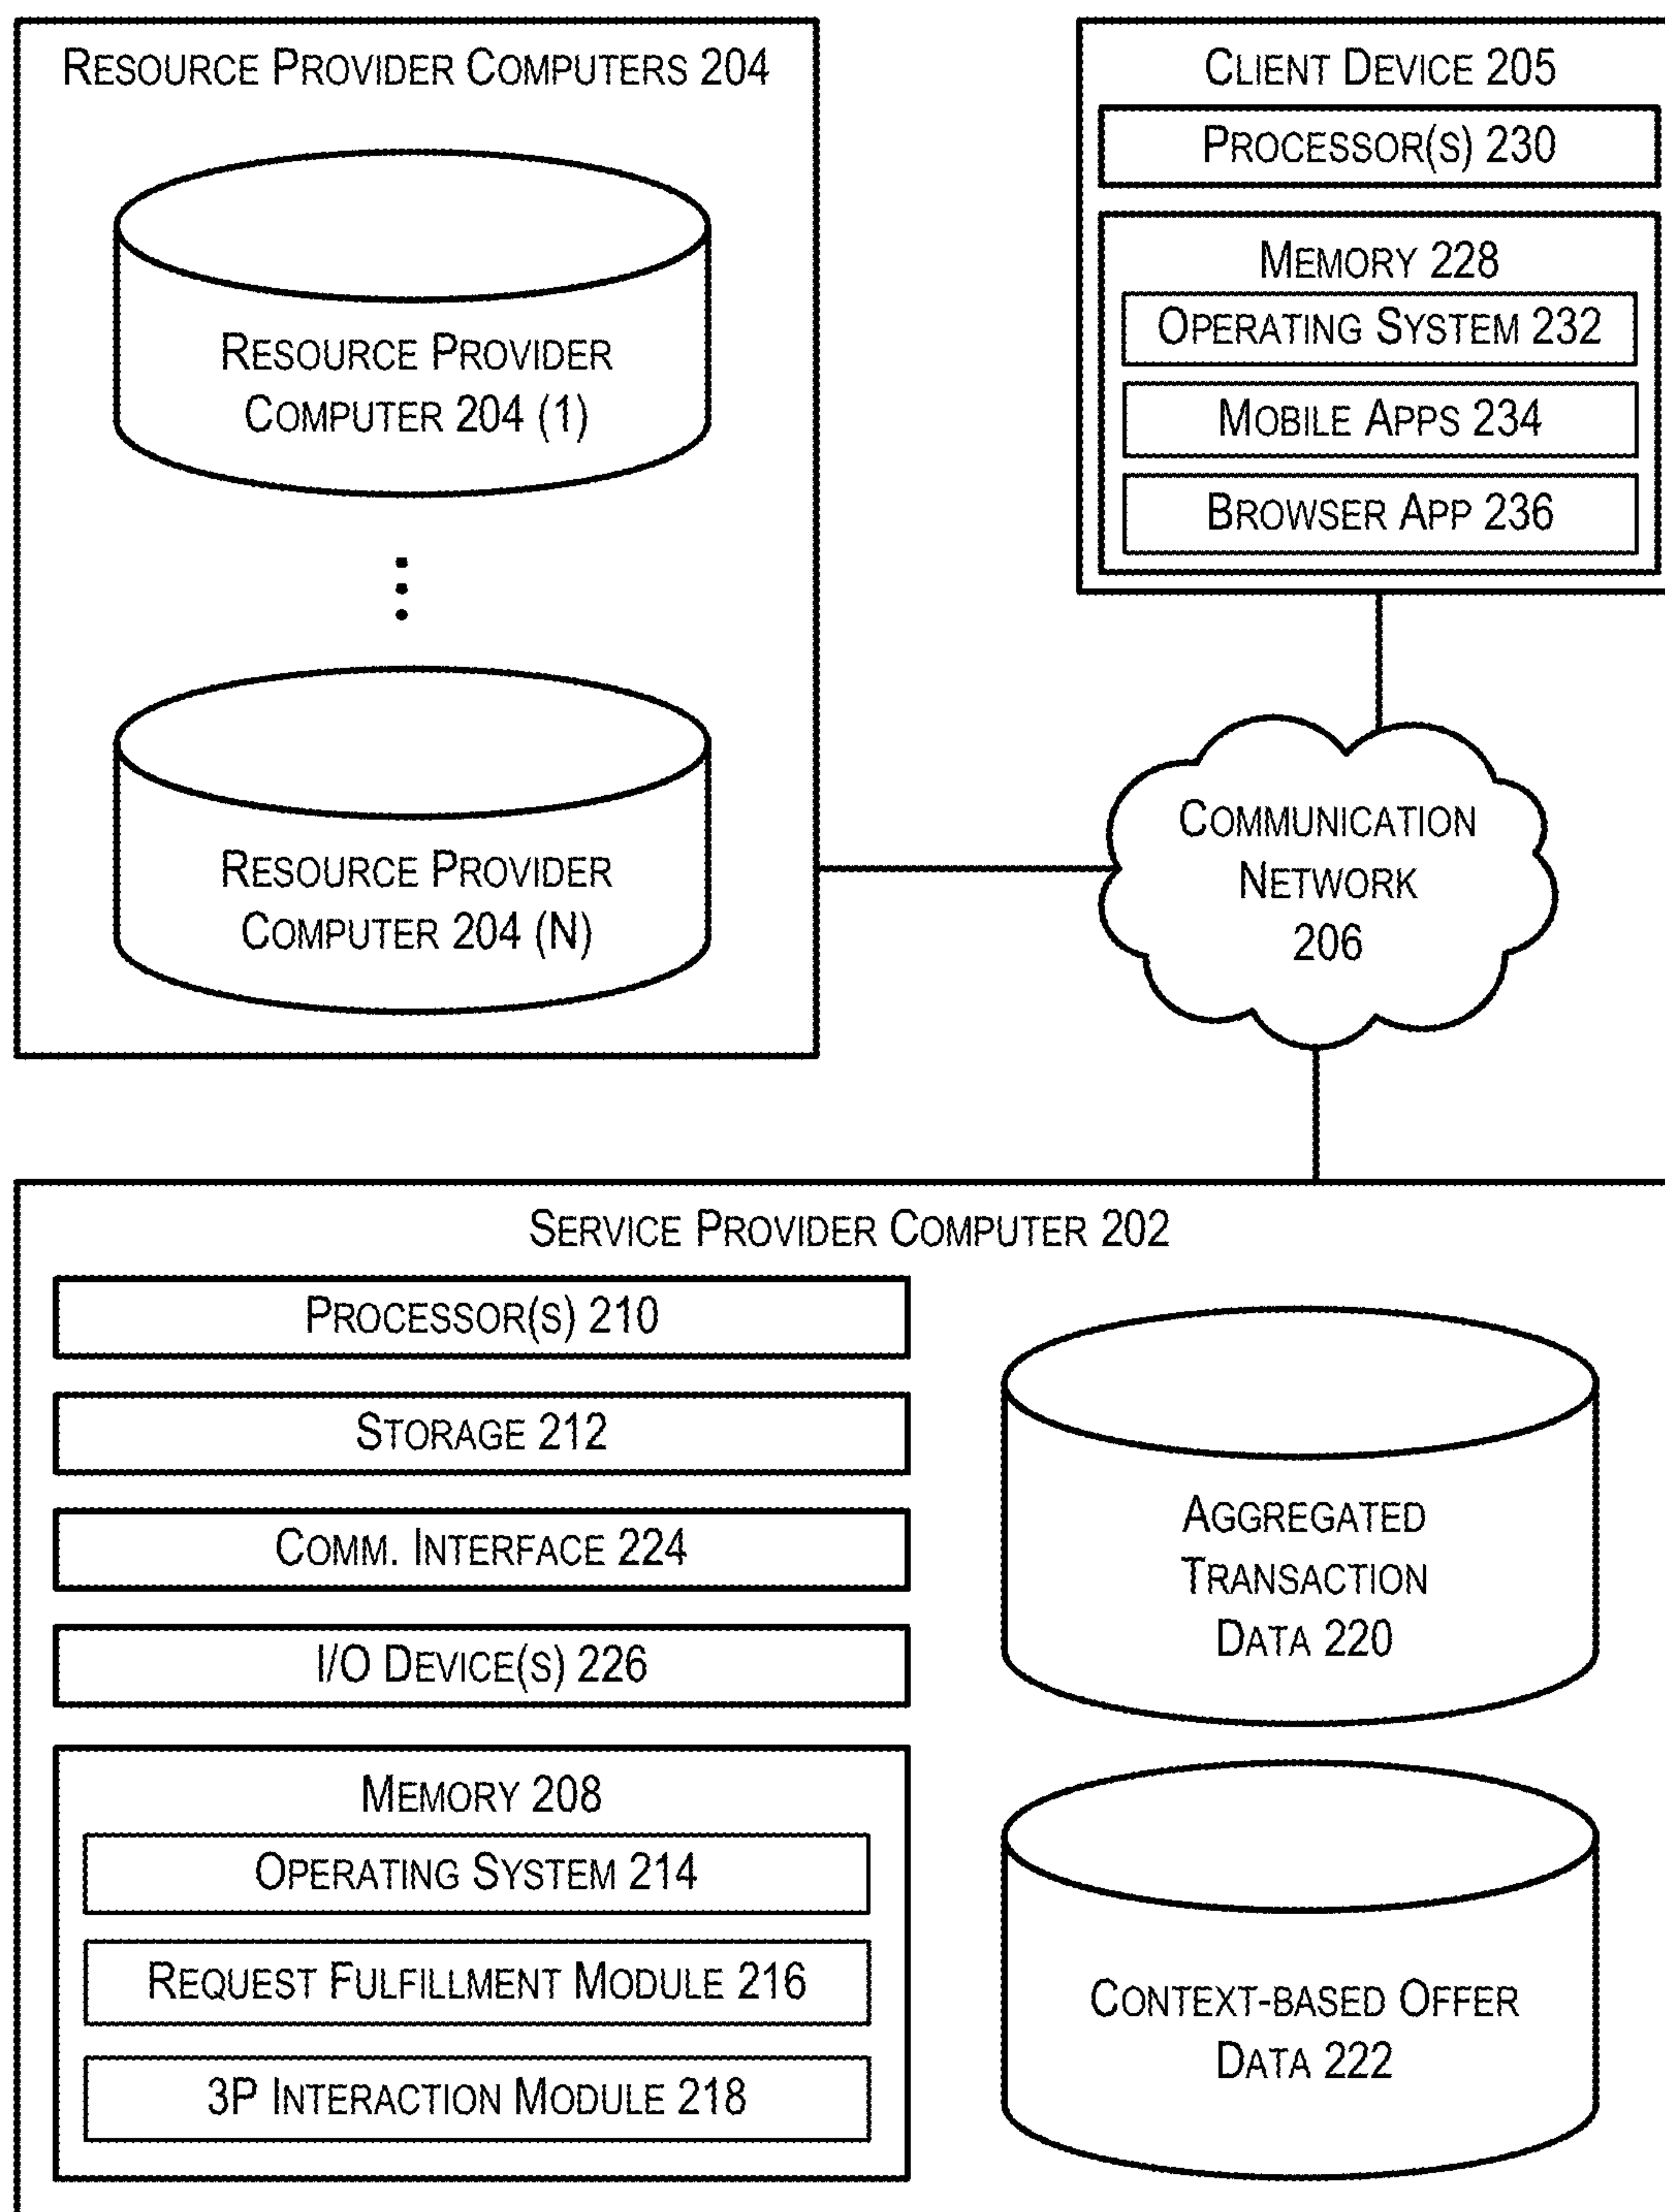 RESOURCE PROVIDER COMPUTERS 204
RESOURCE PROVIDER
COMPUTER 204 (1)
RESOURCE PROVIDER
COMPUTER 204 (N)
CLIENT DEVICE 205
PROCESSOR(S) 230
MEMORY 228
OPERATING SYSTEM 232
MOBILE APPS 234
BROWSER APP 236
COMMUNICATION
NETWORK
206
SERVICE PROVIDER COMPUTER 202
PROCESSOR(S) 210
STORAGE 212
COMM. INTERFACE 224
I/O DEVICE(S) 226
MEMORY 208
OPERATING SYSTEM 214
REQUEST FULFILLMENT MODULE 216
3P INTERACTION MODULE 218
AGGREGATED
TRANSACTION
DATA 220
CONTEXT-BASED OFFER
DATA 222